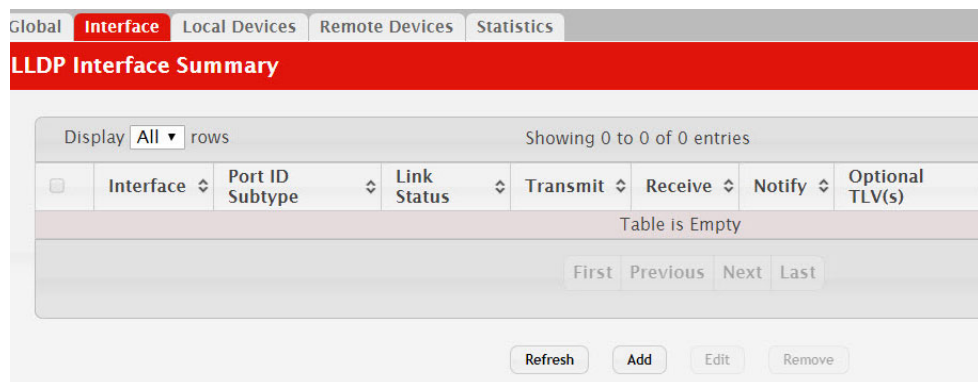 Global Interface Local Devices Remote Devices Statistics
LLDP Interface Summary
Display All rows Showing 0 to 0 of 0 entries
Interface Port ID Subtype Link Status Transmit Receive Notify Optional TLV(s)
Table is Empty
First Previous Next Last
Refresh Add Edit Remove